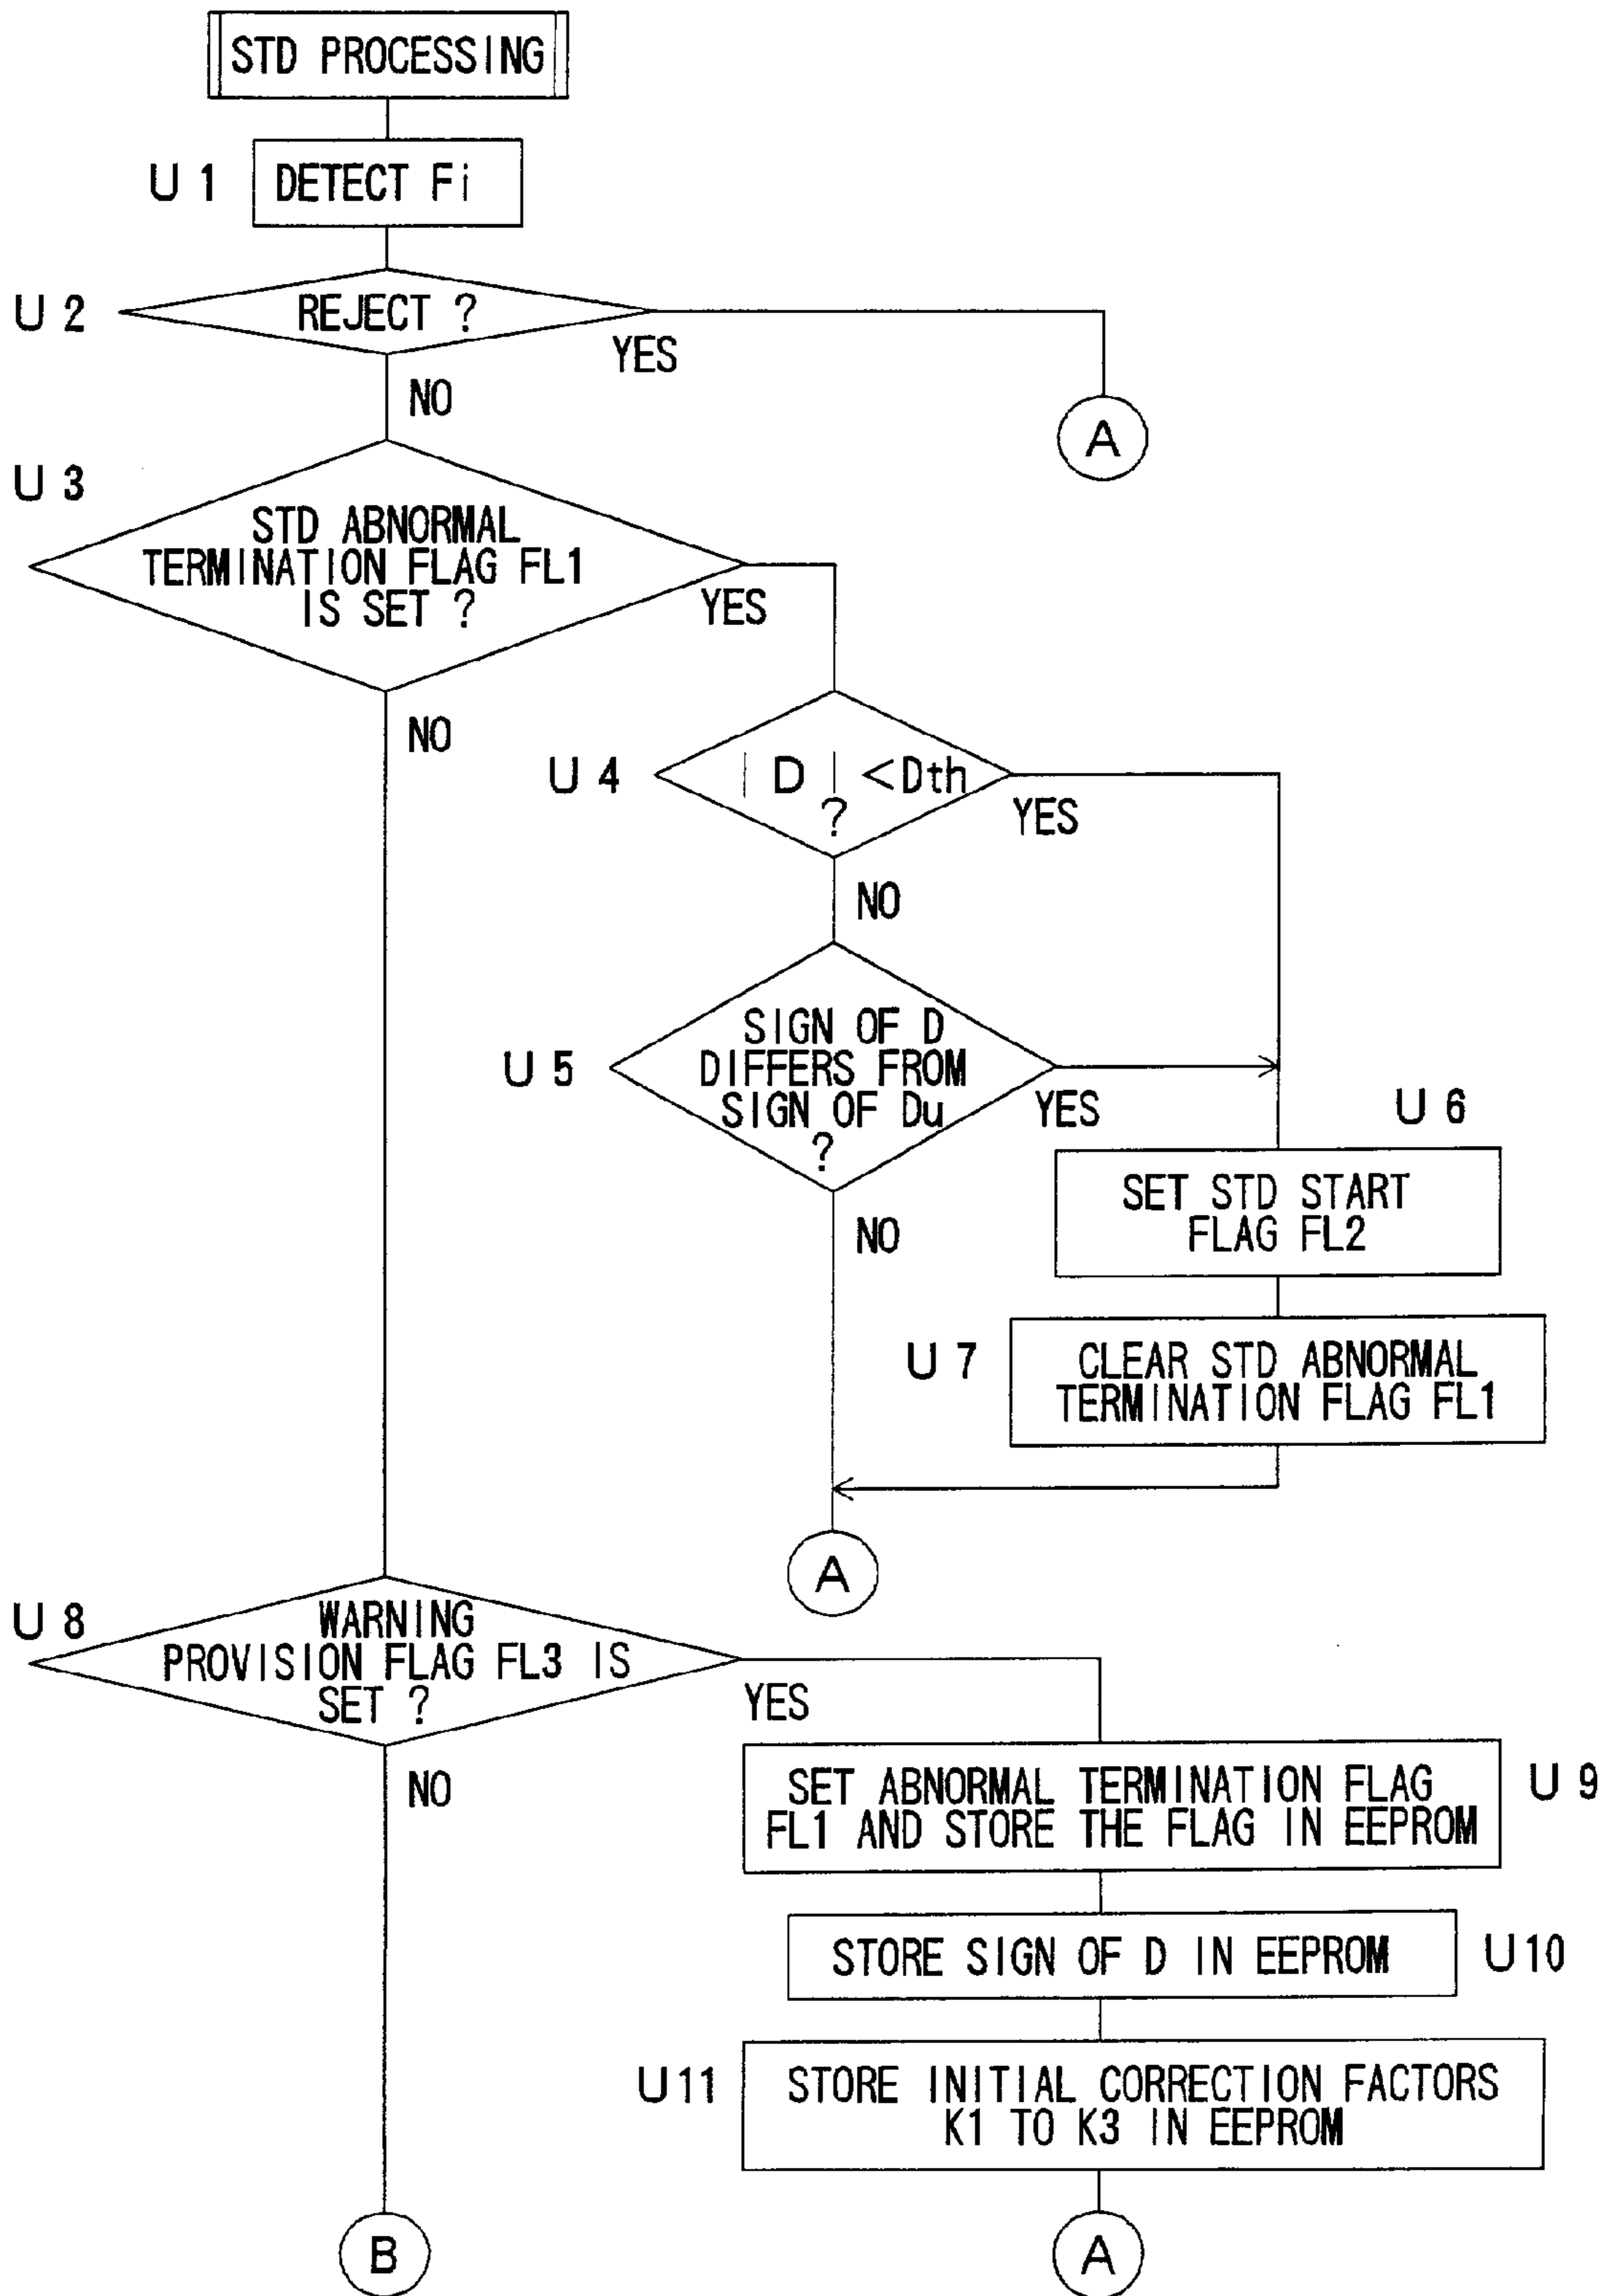 STD PROCESSING
U 1
DETECT Fi
U 2
REJECT ?
YES
NO
A
U 3
STD ABNORMAL
TERMINATION FLAG FL1
IS SET ?
YES
NO
U 4
| D | <Dth
?
YES
NO
U 5
SIGN OF D
DIFFERS FROM
SIGN OF Du
?
YES
NO
U 6
SET STD START
FLAG FL2
U 7
CLEAR STD ABNORMAL
TERMINATION FLAG FL1
A
U 8
WARNING
PROVISION FLAG FL3 IS
SET ?
YES
NO
SET ABNORMAL TERMINATION FLAG
FL1 AND STORE THE FLAG IN EEPROM
U 9
STORE SIGN OF D IN EEPROM
U10
U11
STORE INITIAL CORRECTION FACTORS
K1 TO K3 IN EEPROM
B
A